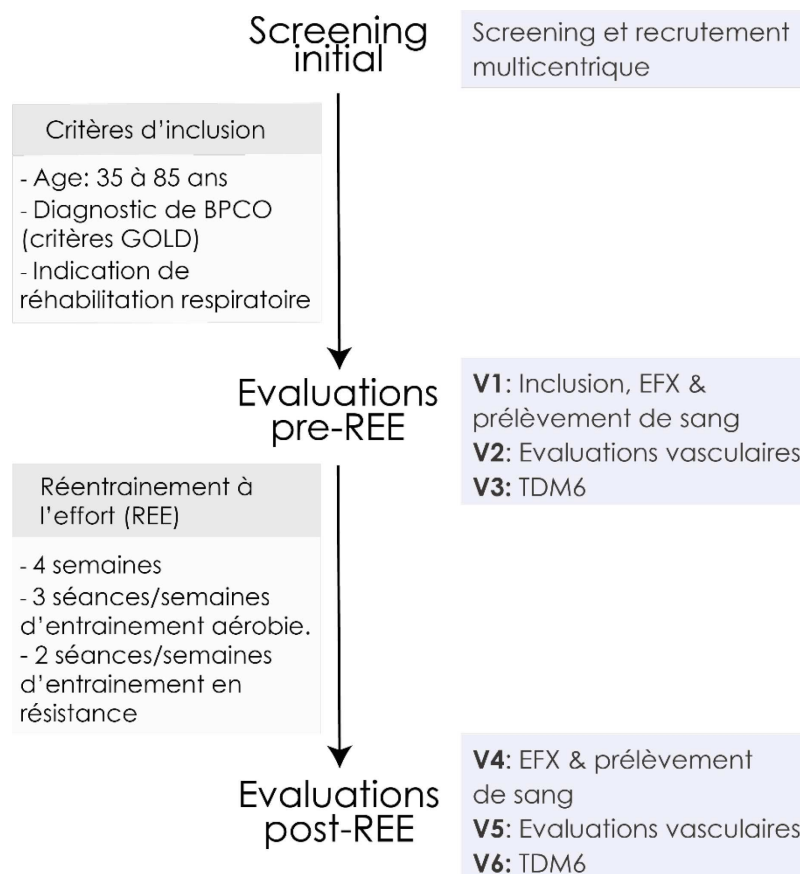 Screening
initial
Screening et recrutement
multicentrique
Critères d'inclusion
- Age: 35 à 85 ans
- Diagnostic de BPCO
(critères GOLD)
- Indication de
réhabilitation respiratoire
Evaluations
pre-REE
V1: Inclusion, EFX &
prélèvement de sang
V2: Evaluations vasculaires
V3: TDM6
Réentrainement à
l'effort (REE)
- 4 semaines
- 3 séances/semaines
d'entrainement aérobie.
- 2 séances/semaines
d'entrainement en
résistance
Evaluations
post-REE
V4: EFX & prélèvement
de sang
V5: Evaluations vasculaires
V6: TDM6